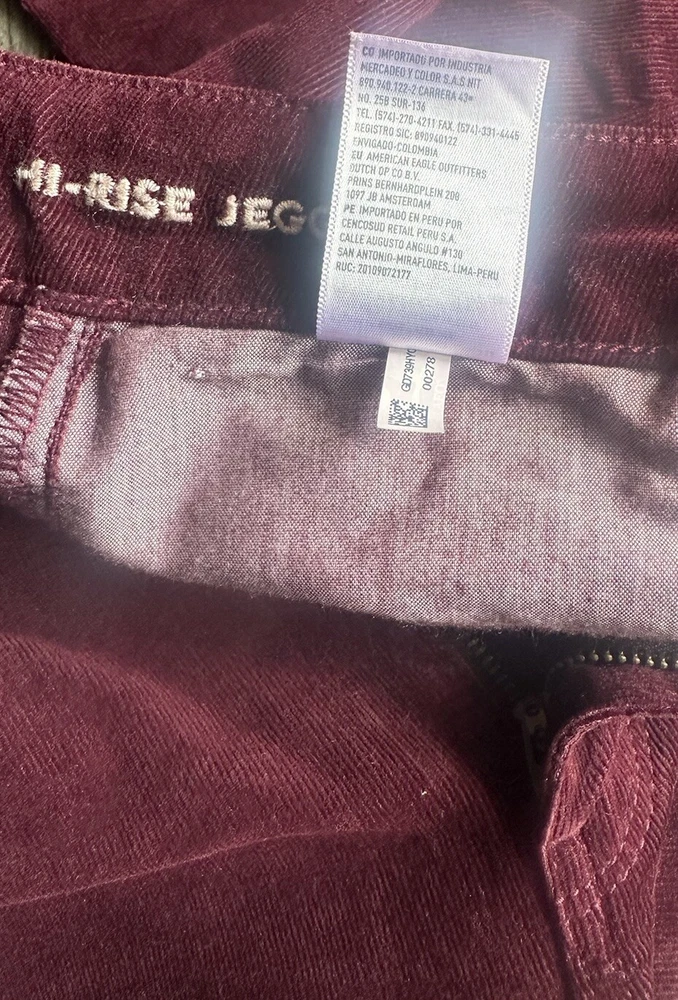 HI-RISE JEGG
CO IMPORTADO POR INDUSTRIA
MERCADEO Y COLOR S.A.S NIT
890.940.122-2 CARRERA 43ª
NO. 25B SUR-136
TEL. (574)-270-4211 FAX. (574)-331-4445
REGISTRO SIC: 890940122
ENVIGADO-COLOMBIA
EU AMERICAN EAGLE OUTFITTERS
DUTCH OP CO B.V.
PRINS BERNHARDPLEIN 200
1097 JB AMSTERDAM
PE IMPORTADO EN PERU POR
CENCOSUD RETAIL PERU S.A.
CALLE AUGUSTO ANGULO #130
SAN ANTONIO-MIRAFLORES, LIMA-PERU
RUC: 20109072177
GD739HY
00278